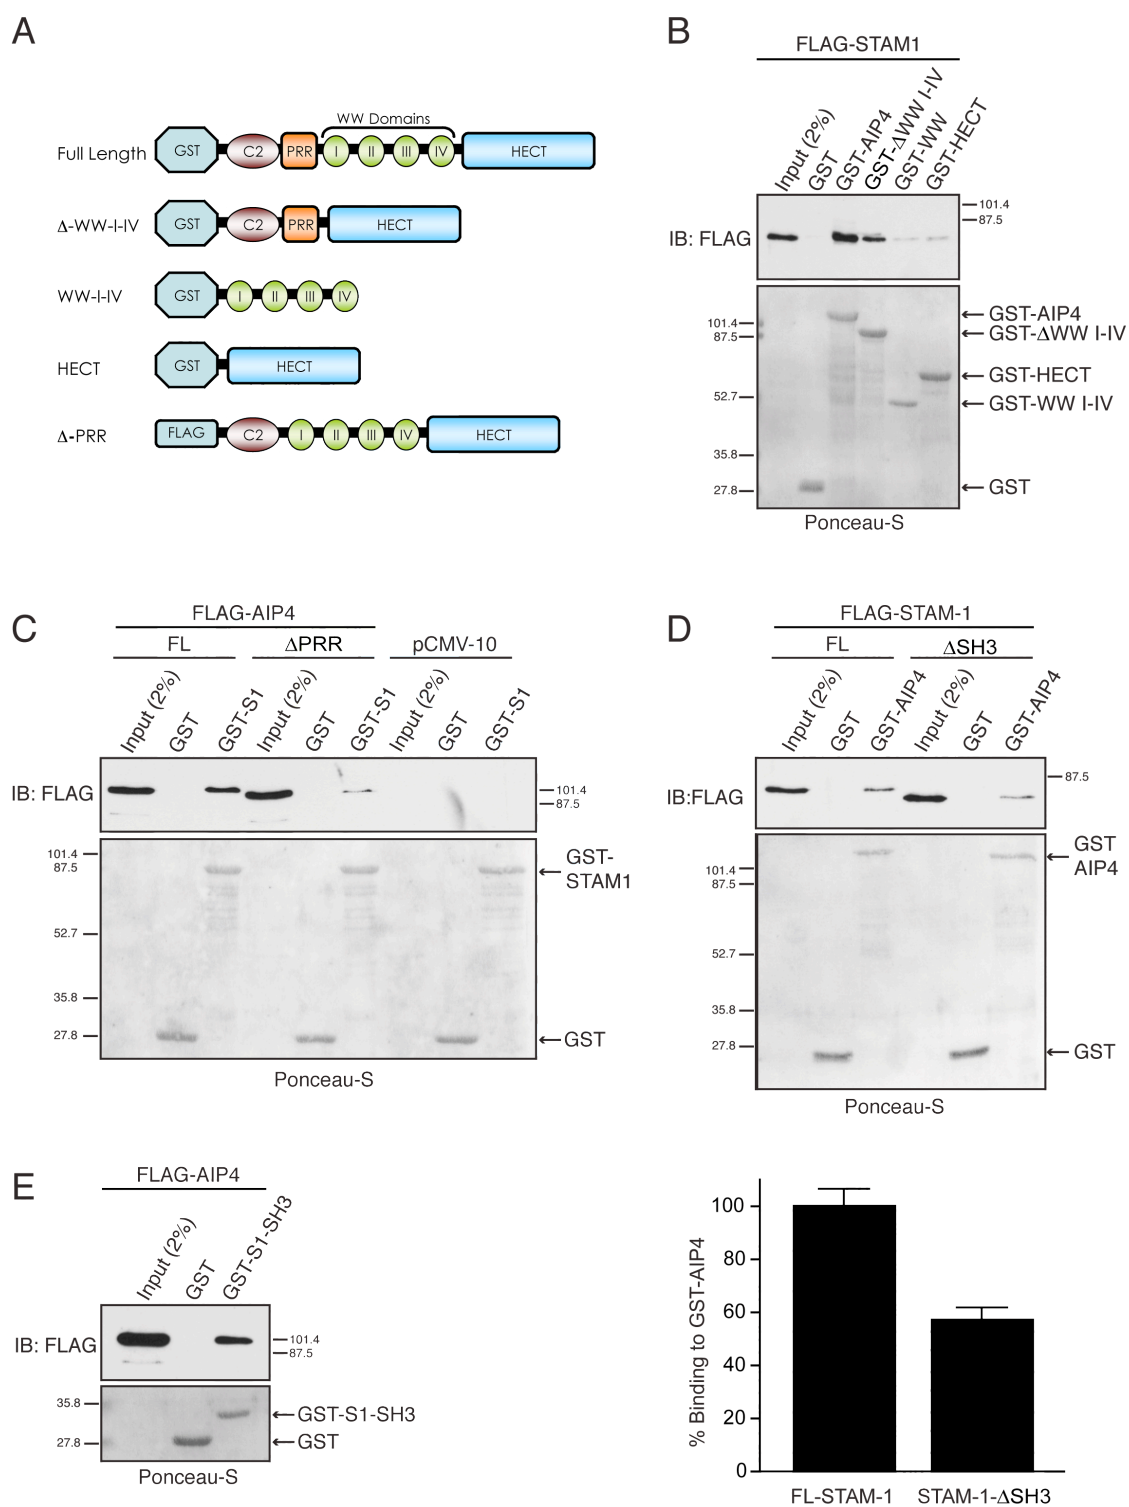 A
WW Domains
Full Length GST C2 PRR I II III IV HECT
Δ-WW-I-IV GST C2 PRR HECT
WW-I-IV GST I II III IV
HECT GST HECT
Δ-PRR FLAG C2 I II III IV HECT
B
FLAG-STAM1
Input (2%) GST GST-AIP4 GST-ΔWW I-IV GST-WW GST-HECT
101.4
87.5
IB: FLAG
GST-AIP4
101.4
87.5 GST-ΔWW I-IV
GST-HECT
52.7 GST-WW I-IV
35.8
27.8 GST
Ponceau-S
C
FLAG-AIP4
FL ΔPRR pCMV-10
Input (2%) GST GST-S1 Input (2%) GST GST-S1 Input (2%) GST GST-S1
IB: FLAG 101.4
87.5
101.4 GST-
87.5 STAM1
52.7
35.8
27.8 GST
Ponceau-S
D
FLAG-STAM-1
FL ΔSH3
Input (2%) GST GST-AIP4 Input (2%) GST GST-AIP4
87.5
IB:FLAG
GST
101.4 AIP4
87.5
52.7
35.8
27.8 GST
Ponceau-S
% Binding to GST-AIP4
100
80
60
40
20
0
FL-STAM-1 STAM-1-ΔSH3
E
FLAG-AIP4
Input (2%) GST GST-S1-SH3
IB: FLAG 101.4
87.5
35.8 GST-S1-SH3
27.8 GST
Ponceau-S